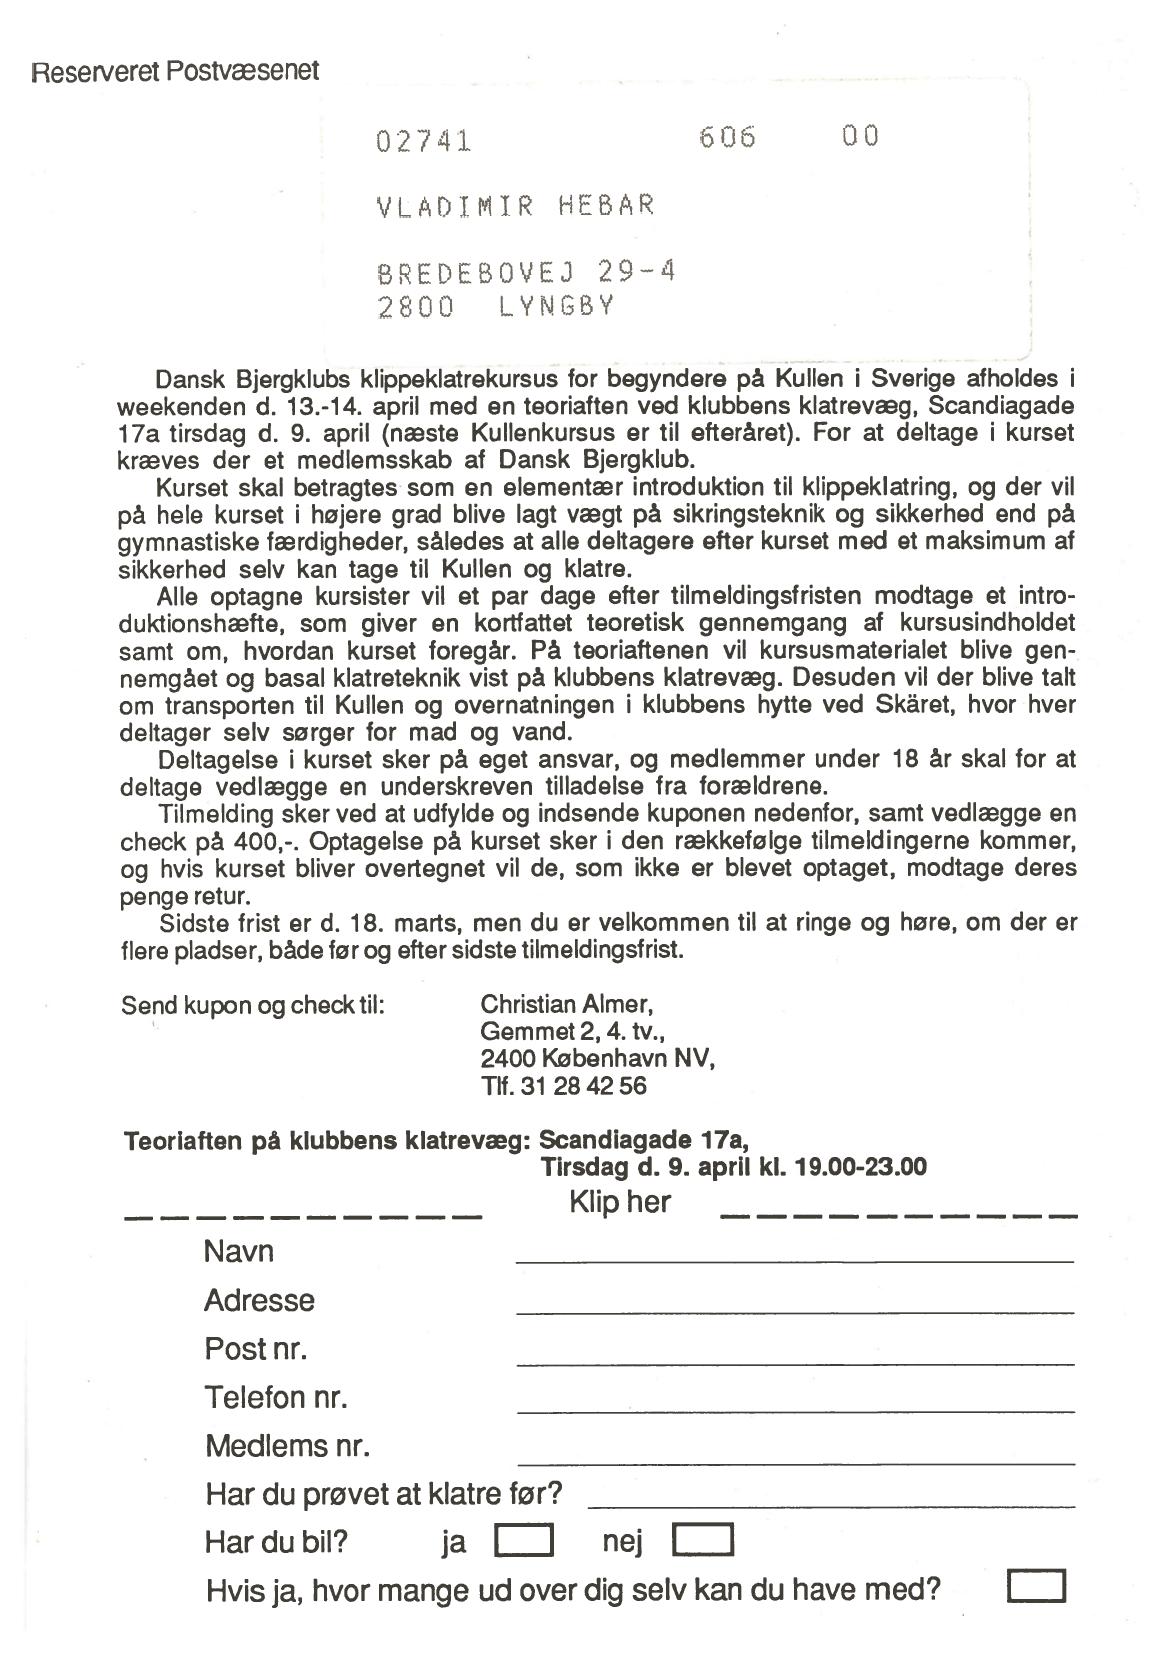 Reserveret Postvæsenet
02741 606 00
VLADIMIR HEBAR
BREDEBOVEJ 29-4
2800 LYNGBY
Dansk Bjergklubs klippeklatrekursus for begyndere på Kullen i Sverige afholdes i
weekenden d. 13.-14. april med en teoriaften ved klubbens klatrevæg, Scandiagade
17a tirsdag d. 9. april (næste Kullenkursus er til efteråret). For at deltage i kurset
kræves der et medlemsskab af Dansk Bjergklub.
Kurset skal betragtes som en elementær introduktion til klippeklatring, og der vil
på hele kurset i højere grad blive lagt vægt på sikringsteknik og sikkerhed end på
gymnastiske færdigheder, således at alle deltagere efter kurset med et maksimum af
sikkerhed selv kan tage til Kullen og klatre.
Alle optagne kursister vil et par dage efter tilmeldingsfristen modtage et intro-
duktionshæfte, som giver en kortfattet teoretisk gennemgang af kursusindholdet
samt om, hvordan kurset foregår. På teoriaftenen vil kursusmaterialet blive gen-
nemgået og basal klatreteknik vist på klubbens klatrevæg. Desuden vil der blive talt
om transporten til Kullen og overnatningen i klubbens hytte ved Skäret, hvor hver
deltager selv sørger for mad og vand.
Deltagelse i kurset sker på eget ansvar, og medlemmer under 18 år skal for at
deltage vedlægge en underskreven tilladelse fra forældrene.
Tilmelding sker ved at udfylde og indsende kuponen nedenfor, samt vedlægge en
check på 400,-. Optagelse på kurset sker i den rækkefølge tilmeldingerne kommer,
og hvis kurset bliver overtegnet vil de, som ikke er blevet optaget, modtage deres
penge retur.
Sidste frist er d. 18. marts, men du er velkommen til at ringe og høre, om der er
flere pladser, både før og efter sidste tilmeldingsfrist.
Send kupon og check til: Christian Almer,
Gemmet 2, 4. tv.,
2400 København NV,
Tlf. 31 28 42 56
Teoriaften på klubbens klatrevæg: Scandiagade 17a,
Tirsdag d. 9. april kl. 19.00-23.00
Klip her
Navn
Adresse
Post nr.
Telefon nr.
Medlems nr.
Har du prøvet at klatre før?
Har du bil? ja nej
Hvis ja, hvor mange ud over dig selv kan du have med?